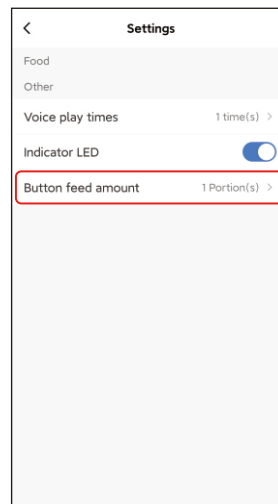 Settings
Food
Other
Voice play times 1 time(s)
Indicator LED
Button feed amount 1 Portion(s)